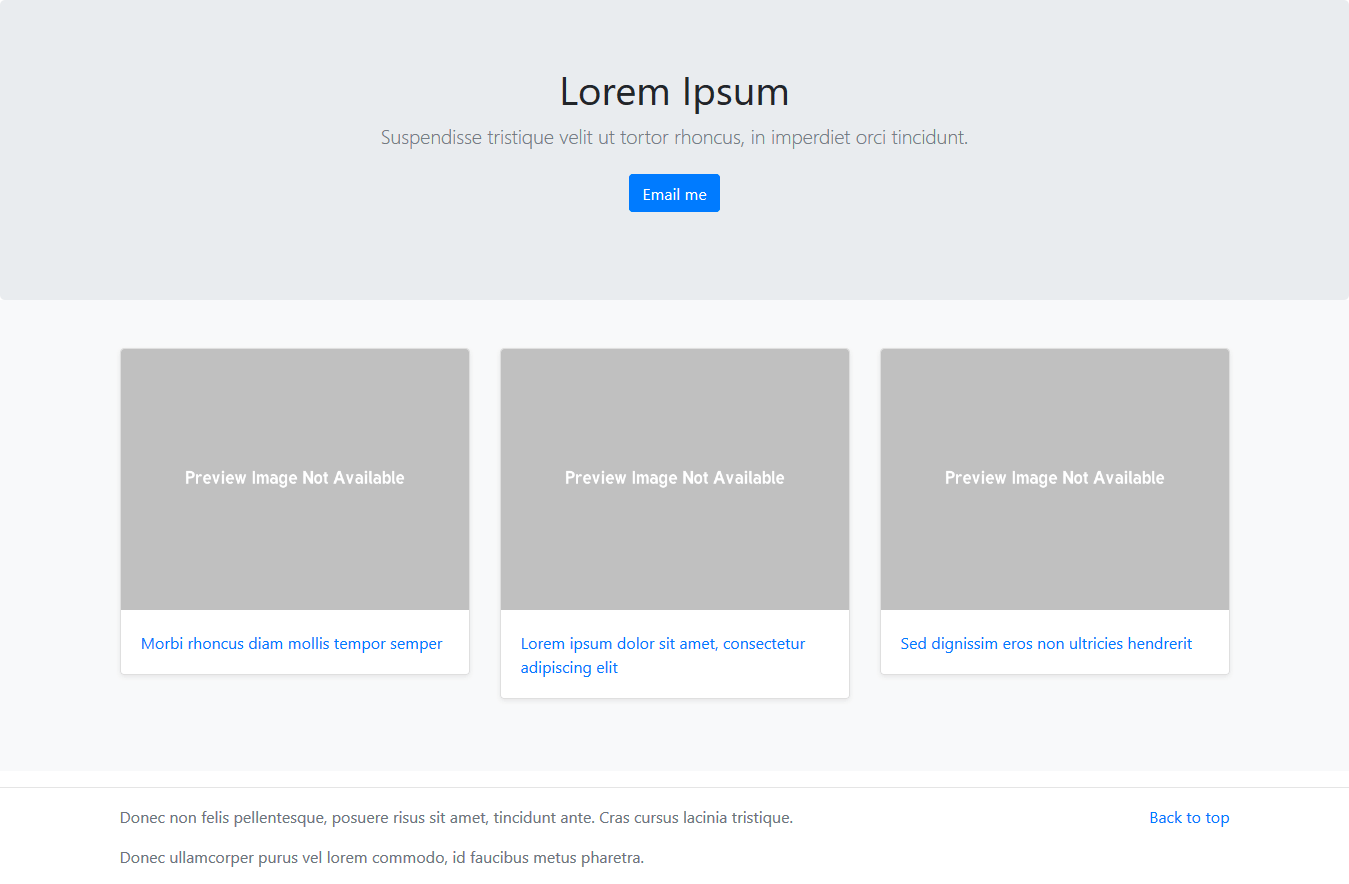 Lorem Ipsum
Suspendisse tristique velit ut tortor rhoncus, in imperdiet orci tincidunt.
Email me
Preview Image Not Available
Preview Image Not Available
Preview Image Not Available
Morbi rhoncus diam mollis tempor semper
Lorem ipsum dolor sit amet, consectetur
adipiscing elit
Sed dignissim eros non ultricies hendrerit
Donec non felis pellentesque, posuere risus sit amet, tincidunt ante. Cras cursus lacinia tristique.
Back to top
Donec ullamcorper purus vel lorem commodo, id faucibus metus pharetra.